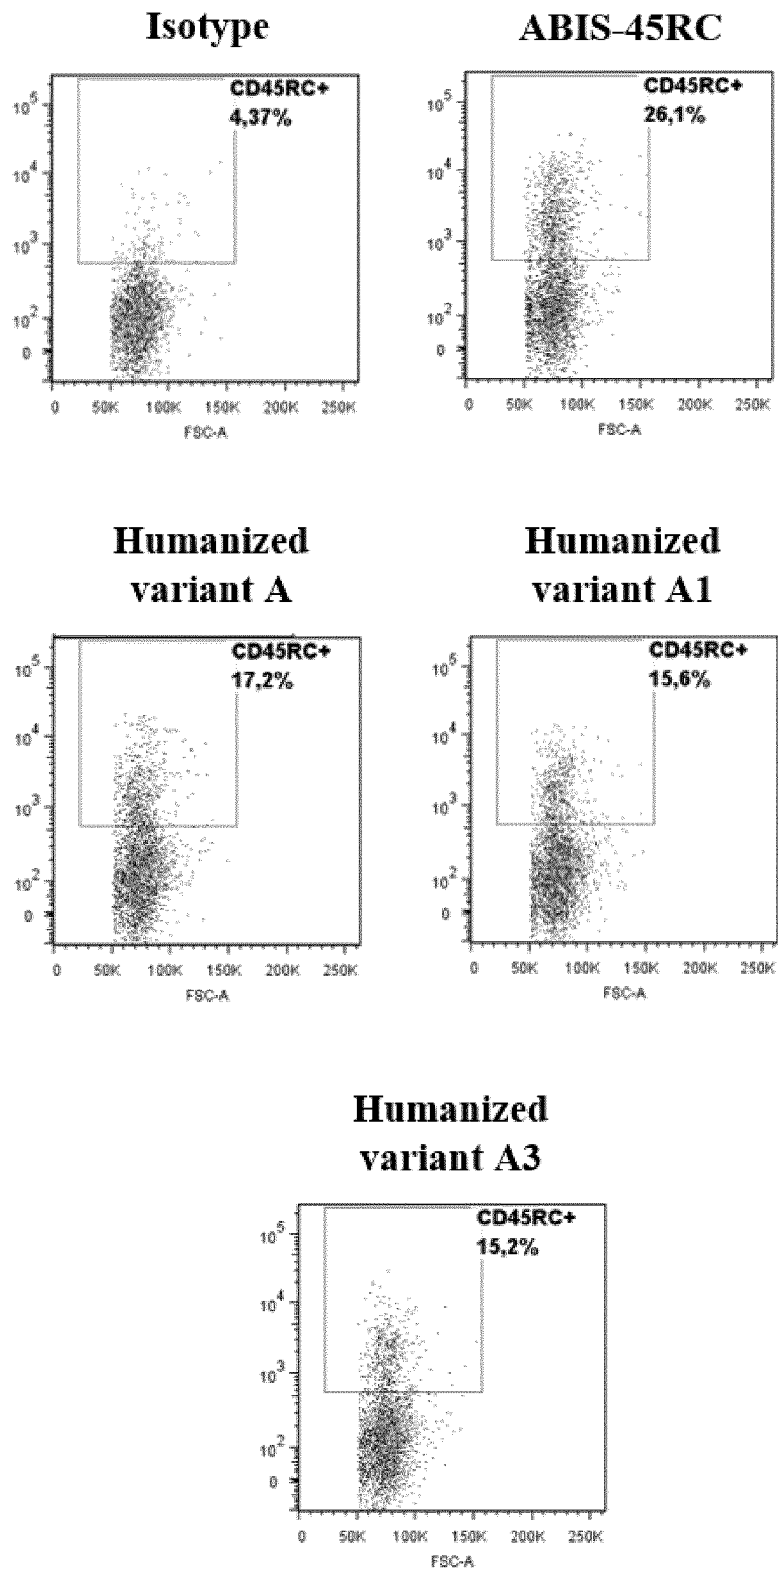 Isotype
CD45RC+
4,37%
10^5
10^4
10^3
10^2
0
0 50K 100K 150K 200K 250K
FSC-A
ABIS-45RC
CD45RC+
26,1%
10^5
10^4
10^3
10^2
0
0 50K 100K 150K 200K 250K
FSC-A
Humanized
variant A
CD45RC+
17,2%
10^5
10^4
10^3
10^2
0
0 50K 100K 150K 200K 250K
FSC-A
Humanized
variant A1
CD45RC+
15,6%
10^5
10^4
10^3
10^2
0
0 50K 100K 150K 200K 250K
FSC-A
Humanized
variant A3
CD45RC+
15,2%
10^5
10^4
10^3
10^2
0
0 50K 100K 150K 200K 250K
FSC-A